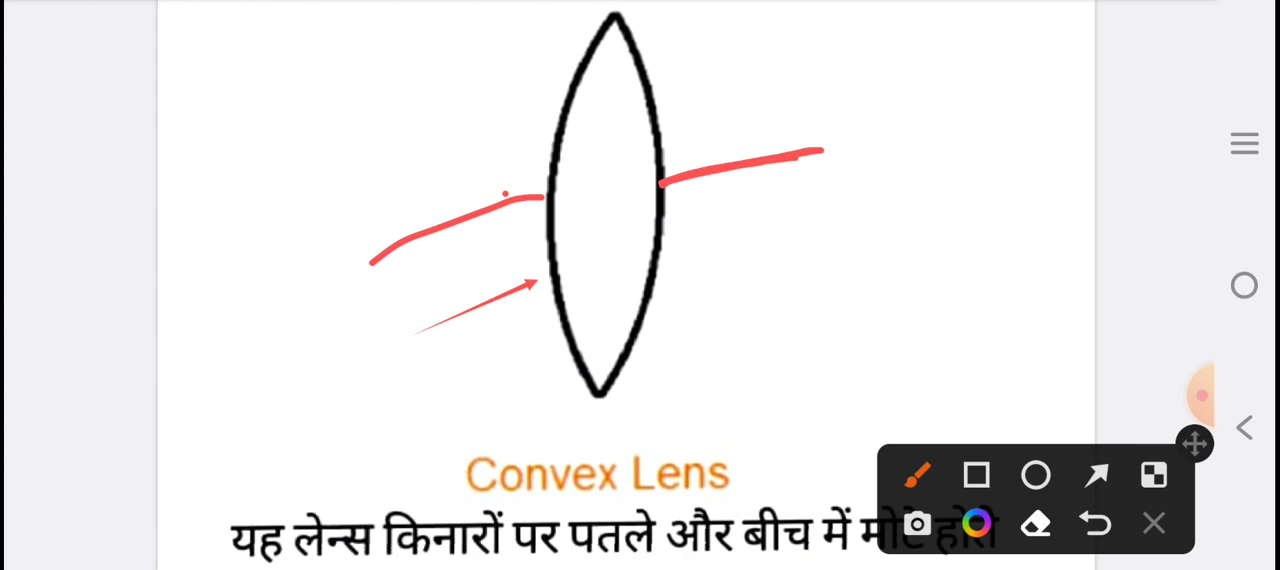 Convex Lens
यह लेन्स किनारों पर पतले और बीच में मोटे होते